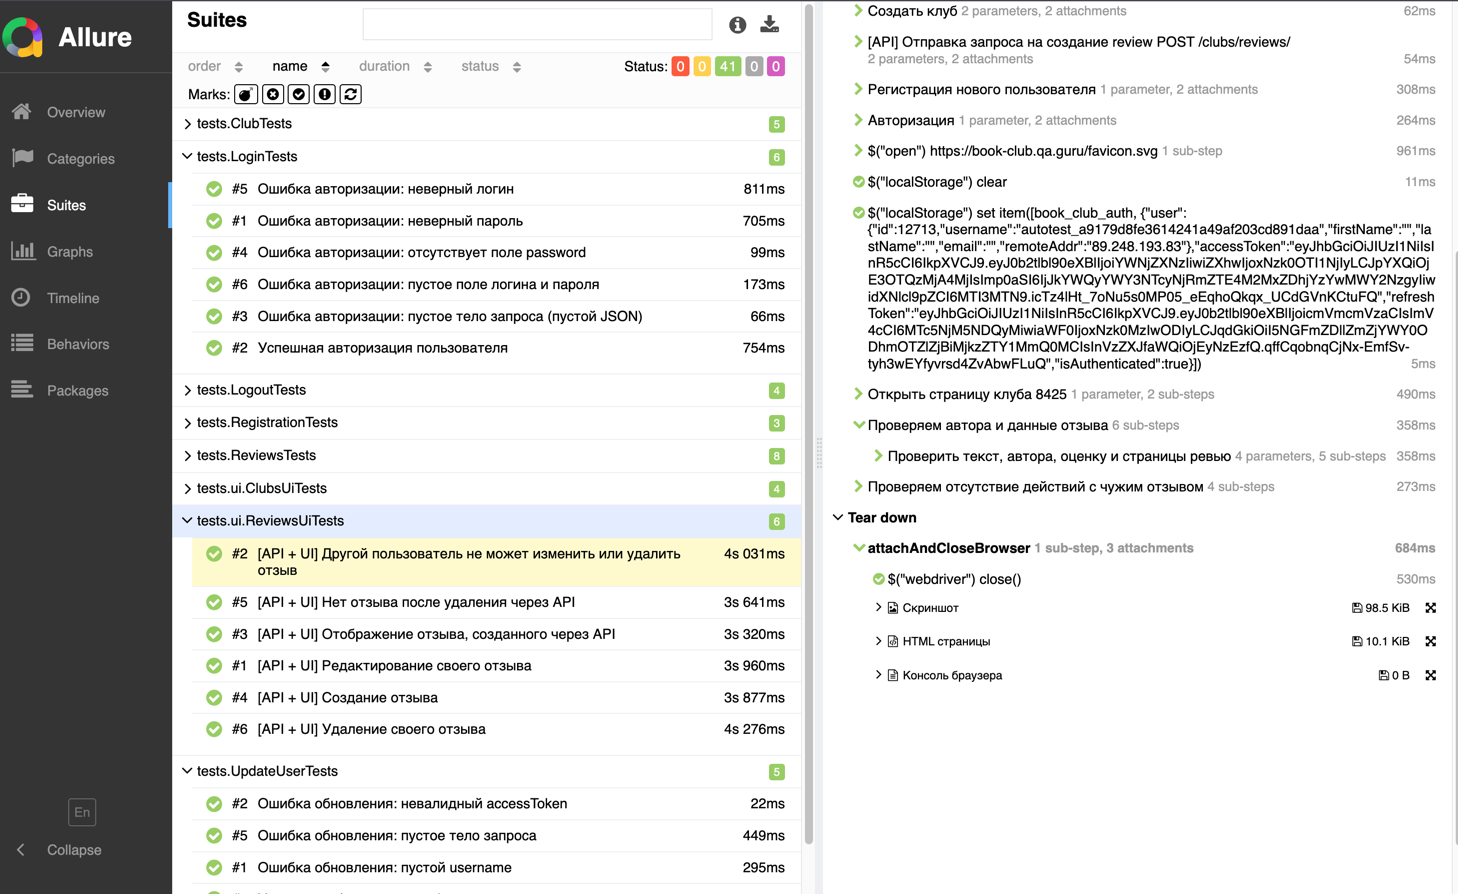 Allure
Overview
Categories
Suites
Graphs
Timeline
Behaviors
Packages
En
Collapse
Suites
order name duration status Status: 0 0 41 0 0
Marks:
tests.ClubTests 5
tests.LoginTests 6
#5 Ошибка авторизации: неверный логин 811ms
#1 Ошибка авторизации: неверный пароль 705ms
#4 Ошибка авторизации: отсутствует поле password 99ms
#6 Ошибка авторизации: пустое поле логина и пароля 173ms
#3 Ошибка авторизации: пустое тело запроса (пустой JSON) 66ms
#2 Успешная авторизация пользователя 754ms
tests.LogoutTests 4
tests.RegistrationTests 3
tests.ReviewsTests 8
tests.ui.ClubsUiTests 4
tests.ui.ReviewsUiTests 6
#2 [API + UI] Другой пользователь не может изменить или удалить 4s 031ms
отзыв
#5 [API + UI] Нет отзыва после удаления через API 3s 641ms
#3 [API + UI] Отображение отзыва, созданного через API 3s 320ms
#1 [API + UI] Редактирование своего отзыва 3s 960ms
#4 [API + UI] Создание отзыва 3s 877ms
#6 [API + UI] Удаление своего отзыва 4s 276ms
tests.UpdateUserTests 5
#2 Ошибка обновления: невалидный accessToken 22ms
#5 Ошибка обновления: пустое тело запроса 449ms
#1 Ошибка обновления: пустой username 295ms
Создать клуб 2 parameters, 2 attachments 62ms
[API] Отправка запроса на создание review POST /clubs/reviews/
2 parameters, 2 attachments 54ms
Регистрация нового пользователя 1 parameter, 2 attachments 308ms
Авторизация 1 parameter, 2 attachments 264ms
$("open") https://book-club.qa.guru/favicon.svg 1 sub-step 961ms
$("localStorage") clear 11ms
$("localStorage") set item([book_club_auth, {"user":
{"id":12713,"username":"autotest_a9179d8fe3614241a49af203cd891daa","firstName":"","la
stName":"","email":"","remoteAddr":"89.248.193.83"},"accessToken":"eyJhbGciOiJIUzI1NiIsI
nR5cCI6IkpXVCJ9.eyJ0b2tlbl90eXBlIjoiYWNjZXNzIiwiZXhwIjoxNzk0OTI1NjIyLCJpYXQiOj
E3OTQzMjA4MjIsImp0aSI6IjJkYWQyYWY3NTcyNjRmZTE4M2MxZDhjYzYwMWY2NzgyIiw
idXNlcl9pZCI6MTI3MTN9.icTz4lHt_7oNu5s0MP05_eEqhoQkqx_UCdGVnKCtuFQ","refresh
Token":"eyJhbGciOiJIUzI1NiIsInR5cCI6IkpXVCJ9.eyJ0b2tlbl90eXBlIjoicmVmcmVzaCIsImV
4cCI6MTc5NjM5NDQyMiwiaWF0IjoxNzk0MzIwODIyLCJqdGkiOiI5NGFmZDllZmZjYWY0O
DhmOTZlZjBiMjkzZTY1MmQ0MCIsInVzZXJfaWQiOjEyNzEzfQ.qffCqobnqCjNx-EmfSv-
tyh3wEYfyvrsd4ZvAbwFLuQ","isAuthenticated":true}]) 5ms
Открыть страницу клуба 8425 1 parameter, 2 sub-steps 490ms
Проверяем автора и данные отзыва 6 sub-steps 358ms
Проверить текст, автора, оценку и страницы ревью 4 parameters, 5 sub-steps 358ms
Проверяем отсутствие действий с чужим отзывом 4 sub-steps 273ms
Tear down
attachAndCloseBrowser 1 sub-step, 3 attachments 684ms
$("webdriver") close() 530ms
Скриншот 98.5 KiB
HTML страницы 10.1 KiB
Консоль браузера 0 B